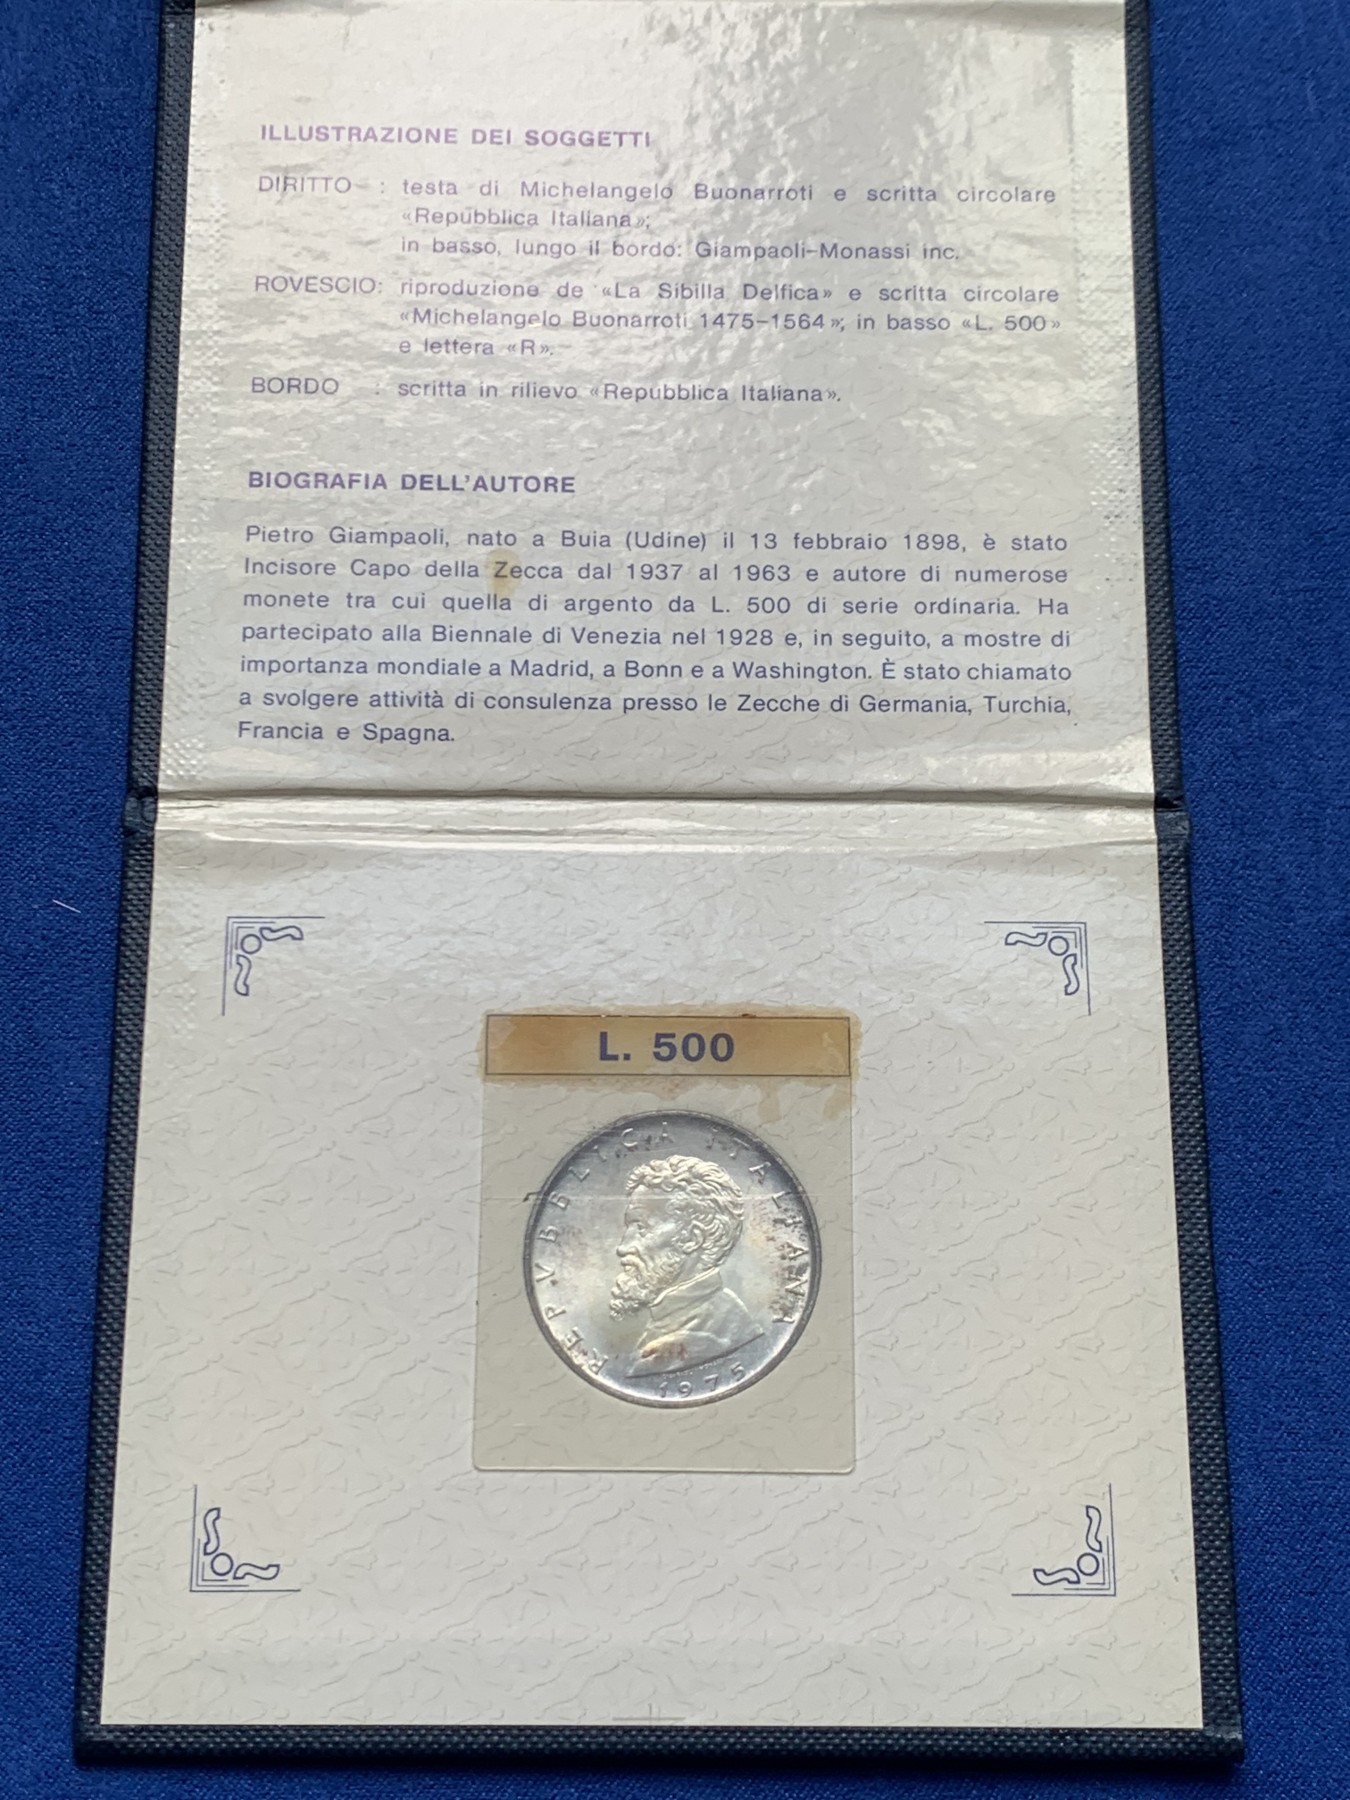 ILLUSTRAZIONE DEI SOGGETTI
DIRITTO : testa di Michelangelo Buonarroti e scritta circolare
«Repubblica Italiana»;
in basso, lungo il bordo: Giampaoli-Monassi inc.
ROVESCIO: riproduzione de «La Sibilla Delfica» e scritta circolare
«Michelangelo Buonarroti 1475-1564»; in basso «L. 500»
e lettera «R».
BORDO : scritta in rilievo «Repubblica Italiana».
BIOGRAFIA DELL'AUTORE
Pietro Giampaoli, nato a Buia (Udine) il 13 febbraio 1898, è stato
Incisore Capo della Zecca dal 1937 al 1963 e autore di numerose
monete tra cui quella di argento da L. 500 di serie ordinaria. Ha
partecipato alla Biennale di Venezia nel 1928 e, in seguito, a mostre di
importanza mondiale a Madrid, a Bonn e a Washington. È stato chiamato
a svolgere attività di consulenza presso le Zecche di Germania, Turchia,
Francia e Spagna.
L. 500
REPVBBLICA ITALIANA
1975